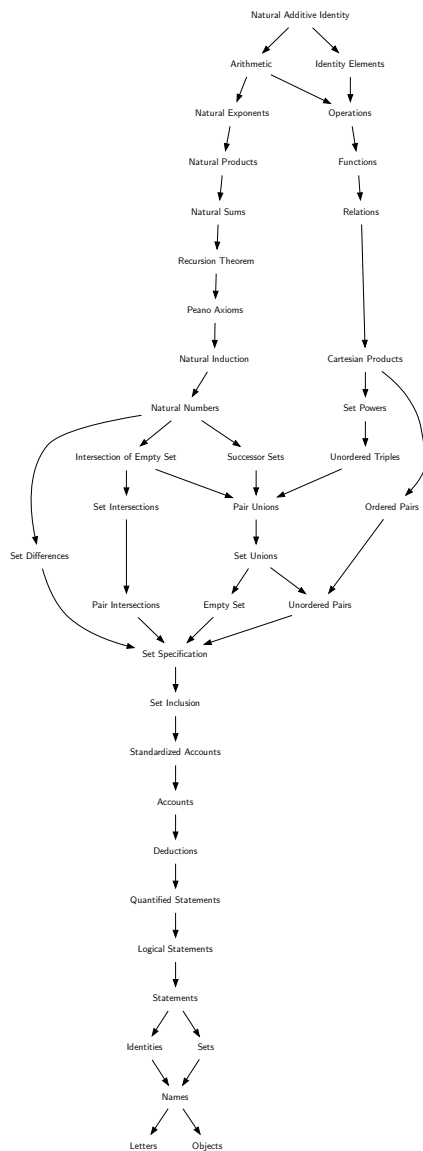 Natural Additive Identity
Arithmetic
Identity Elements
Natural Exponents
Operations
Natural Products
Functions
Natural Sums
Relations
Recursion Theorem
Peano Axioms
Natural Induction
Cartesian Products
Natural Numbers
Set Powers
Intersection of Empty Set
Successor Sets
Unordered Triples
Set Intersections
Pair Unions
Ordered Pairs
Set Differences
Set Unions
Pair Intersections
Empty Set
Unordered Pairs
Set Specification
Set Inclusion
Standardized Accounts
Accounts
Deductions
Quantified Statements
Logical Statements
Statements
Identities
Sets
Names
Letters
Objects